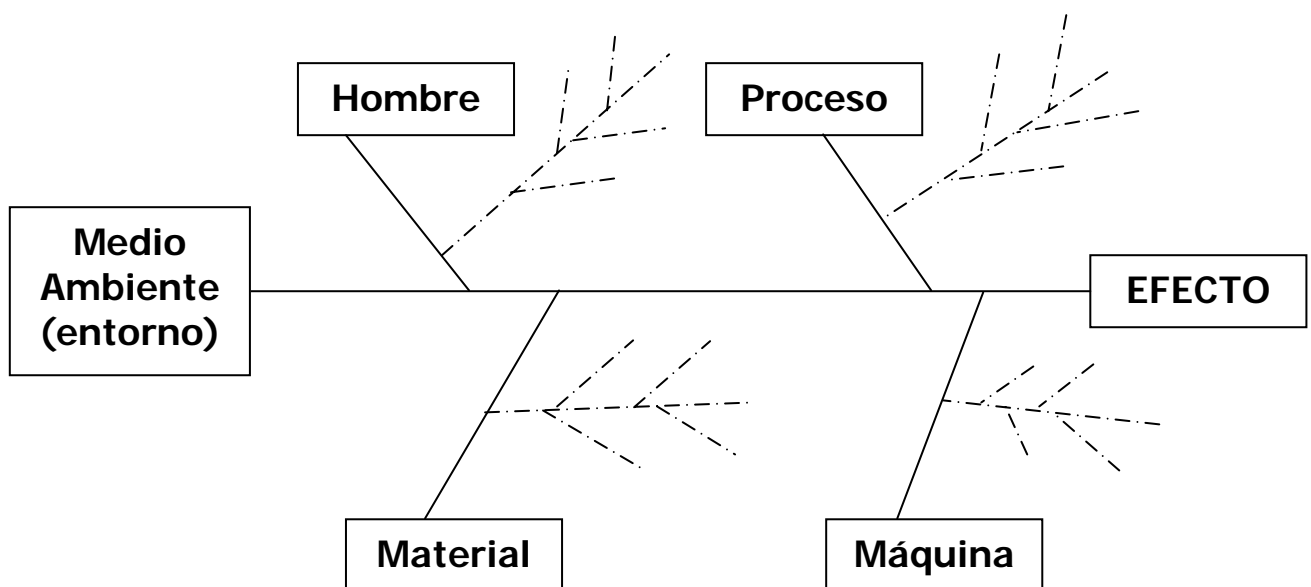 Hombre
Proceso
Medio
Ambiente
(entorno)
EFECTO
Material
Máquina